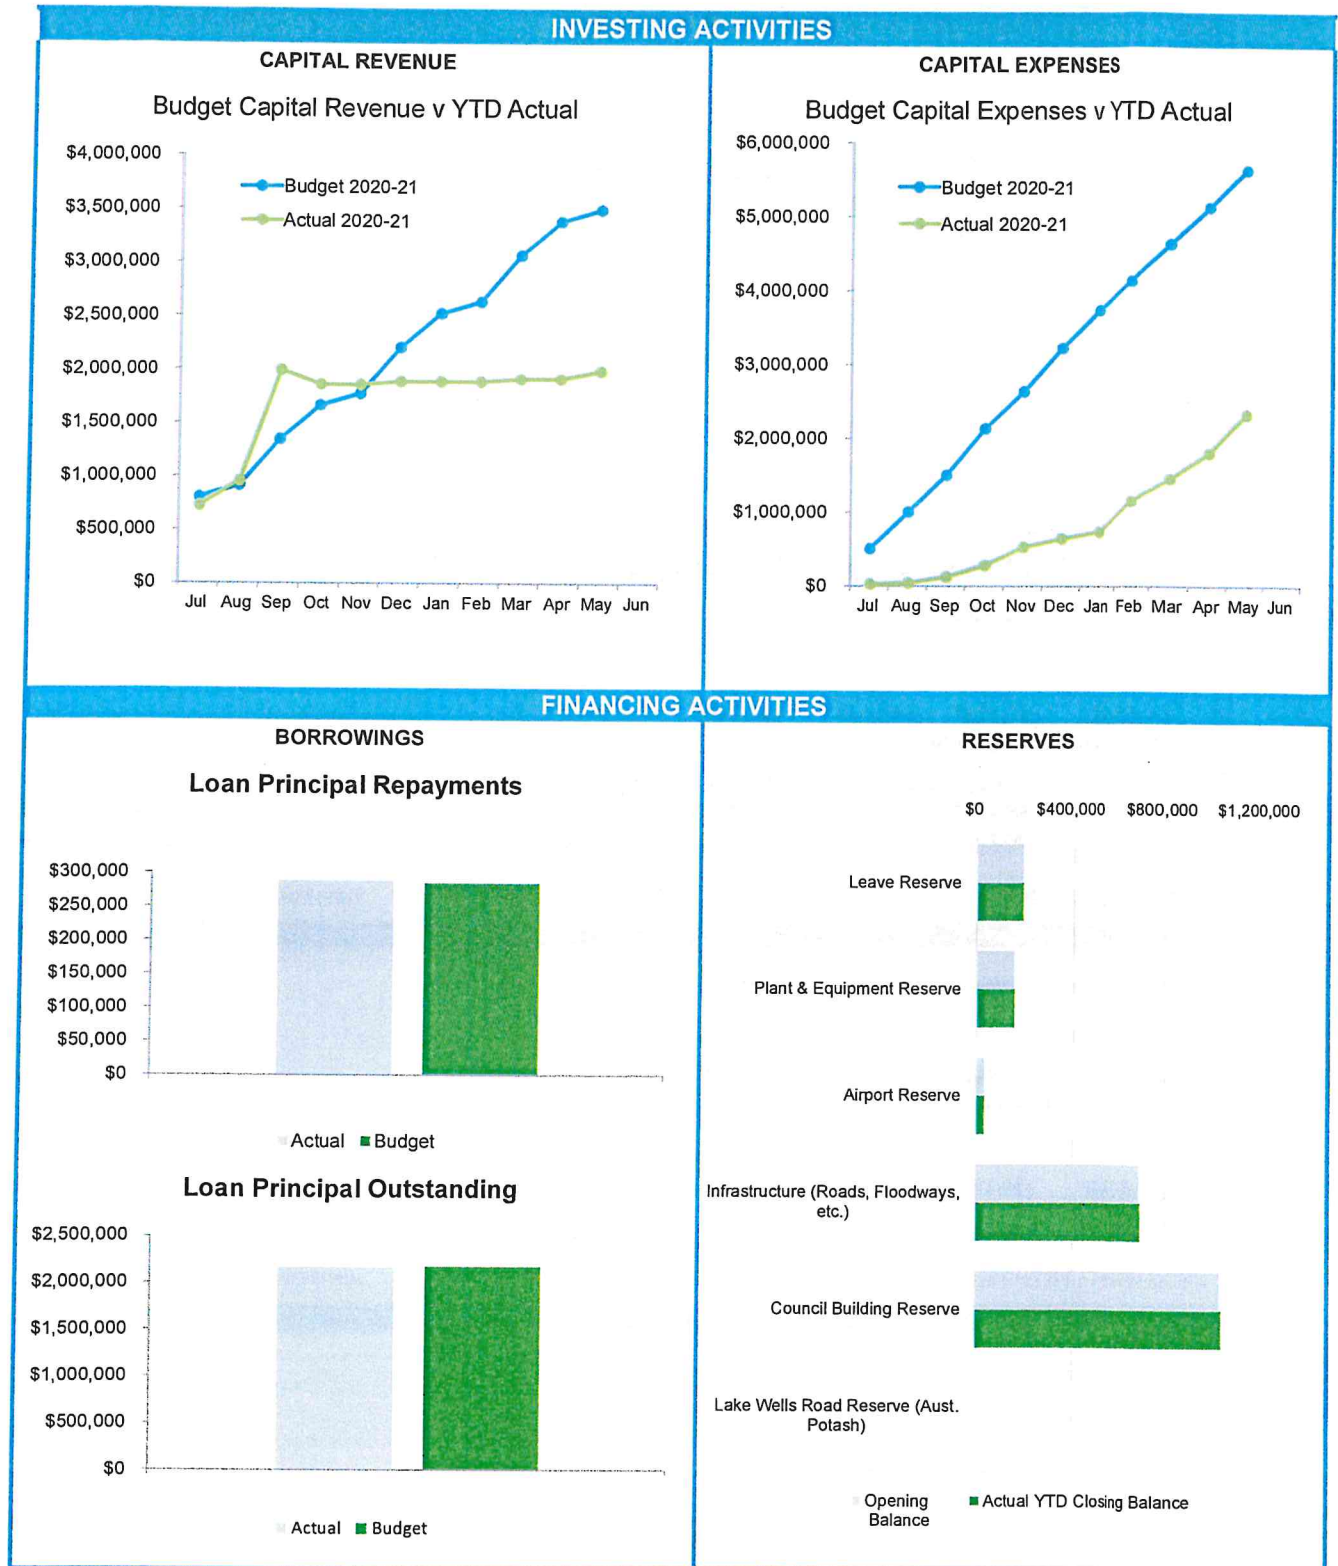 INVESTING ACTIVITIES
CAPITAL REVENUE
Budget Capital Revenue v YTD Actual
$4,000,000
$3,500,000
$3,000,000
$2,500,000
$2,000,000
$1,500,000
$1,000,000
$500,000
$0
Budget 2020-21
Actual 2020-21
Jul Aug Sep Oct Nov Dec Jan Feb Mar Apr May Jun
CAPITAL EXPENSES
Budget Capital Expenses v YTD Actual
$6,000,000
$5,000,000
$4,000,000
$3,000,000
$2,000,000
$1,000,000
$0
Budget 2020-21
Actual 2020-21
Jul Aug Sep Oct Nov Dec Jan Feb Mar Apr May Jun
FINANCING ACTIVITIES
BORROWINGS
Loan Principal Repayments
$300,000
$250,000
$200,000
$150,000
$100,000
$50,000
$0
Actual Budget
Loan Principal Outstanding
$2,500,000
$2,000,000
$1,500,000
$1,000,000
$500,000
$0
Actual Budget
RESERVES
$0 $400,000 $800,000 $1,200,000
Leave Reserve
Plant & Equipment Reserve
Airport Reserve
Infrastructure (Roads, Floodways,
etc.)
Council Building Reserve
Lake Wells Road Reserve (Aust.
Potash)
Opening
Balance
Actual YTD Closing Balance